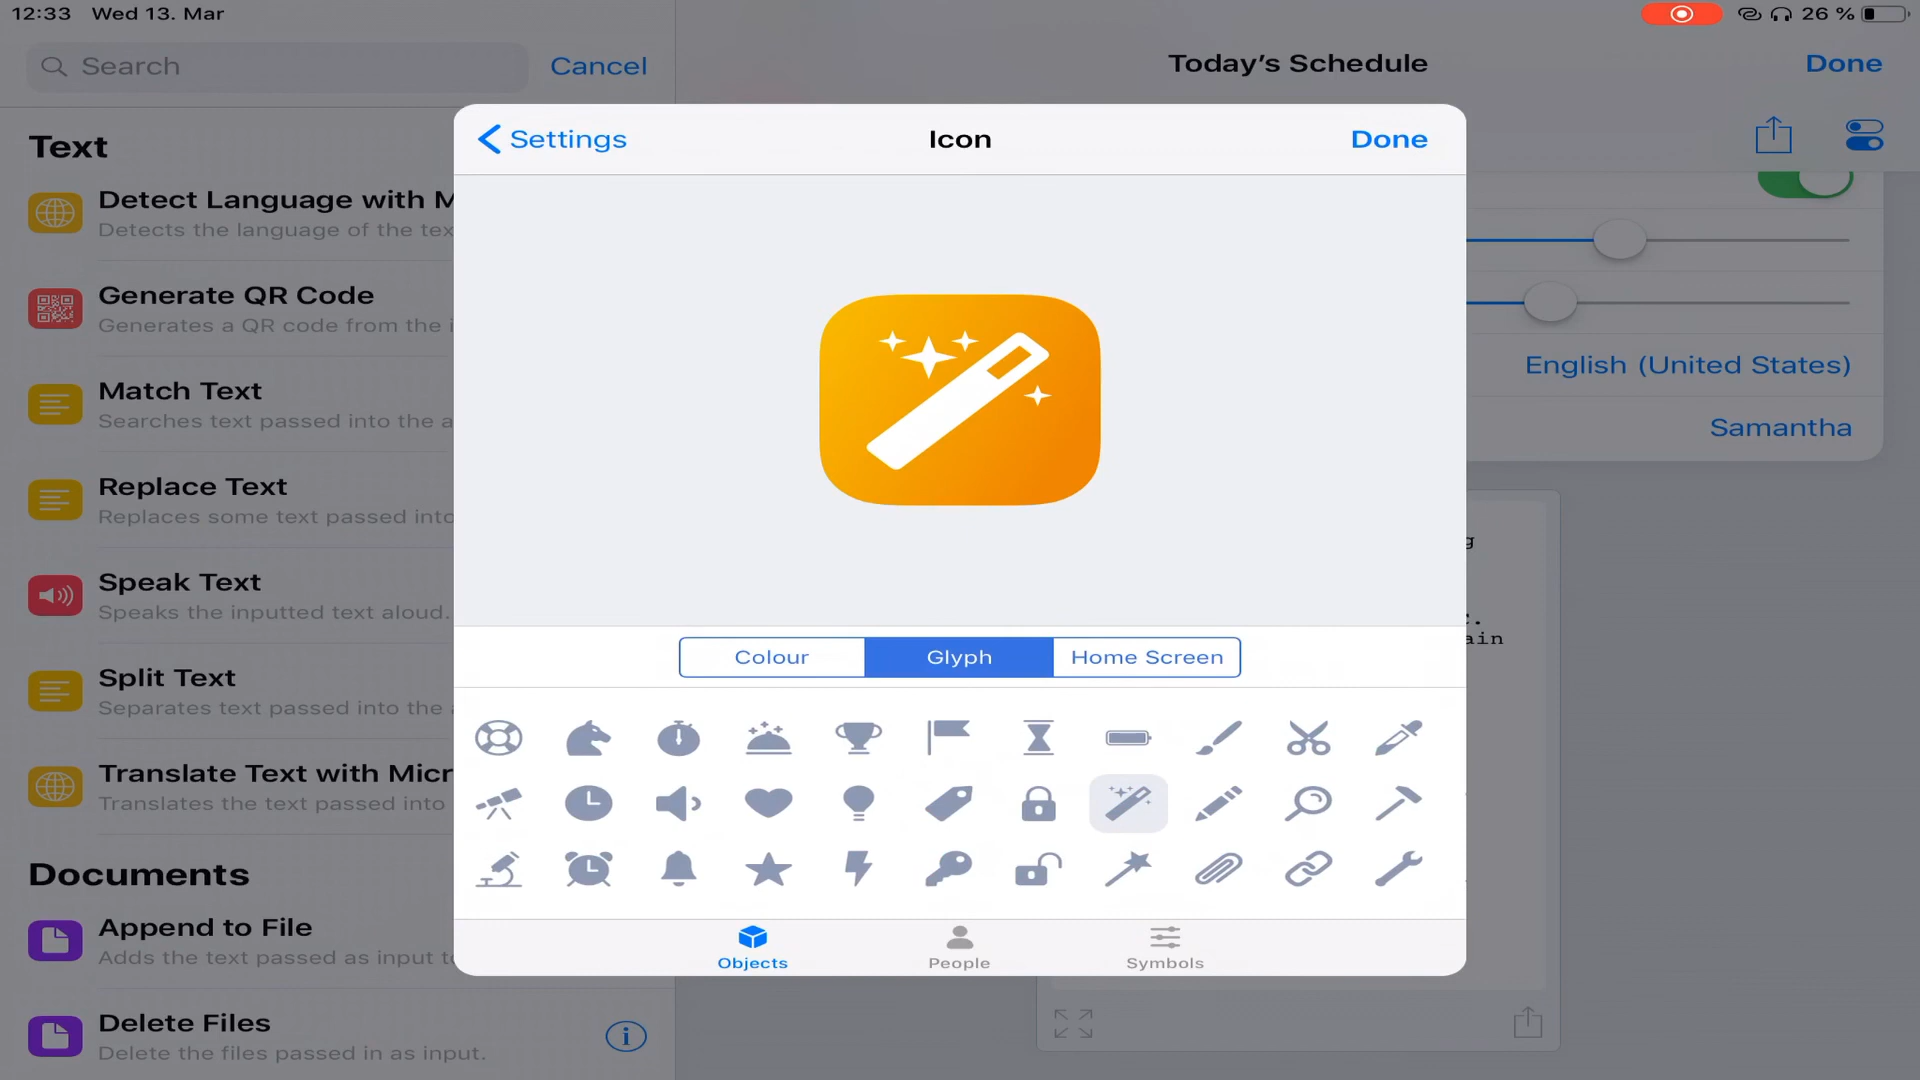 12:33 Wed 13. Mar
26 %
Search
Cancel
Today's Schedule
Done
Settings
Icon
Done
Text
Detect Language with M
Detects the language of the tex
Generate QR Code
Generates a QR code from the i
Match Text
Searches text passed into the a
Replace Text
Replaces some text passed into
Speak Text
Speaks the inputted text aloud.
Split Text
Separates text passed into the
Translate Text with Micr
Translates the text passed into
Documents
Append to File
Adds the text passed as input t
Delete Files
Delete the files passed in as input.
English (United States)
Samantha
g
ain
Colour
Glyph
Home Screen
Objects
People
Symbols